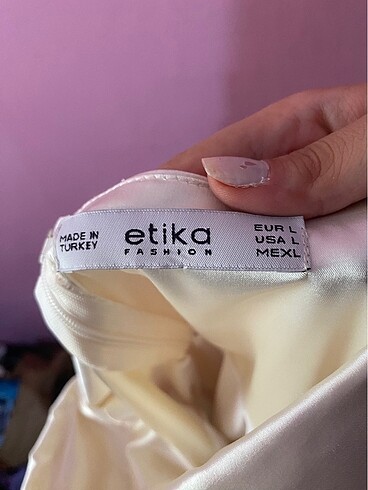 MADE IN
TURKEY
etika
FASHION
EUR L
USA L
MEXL